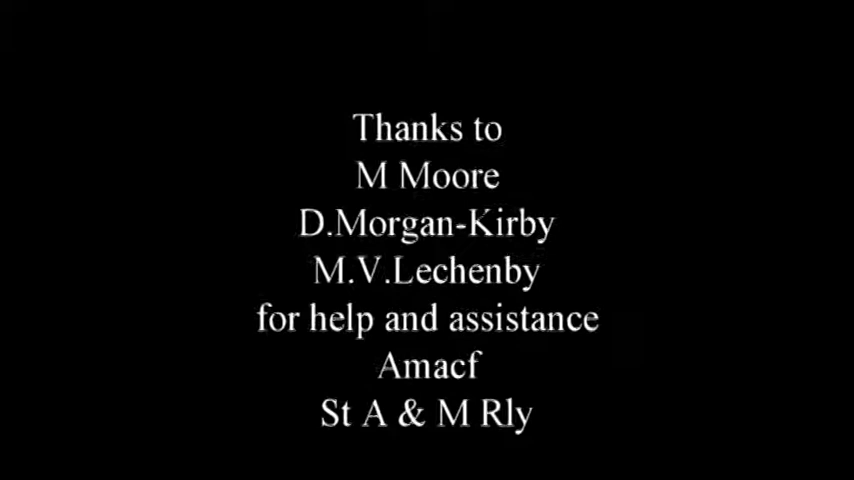 Thanks to
M Moore
D.Morgan-Kirby
M.V.Lechenby
for help and assistance
Amacf
St A & M Rly